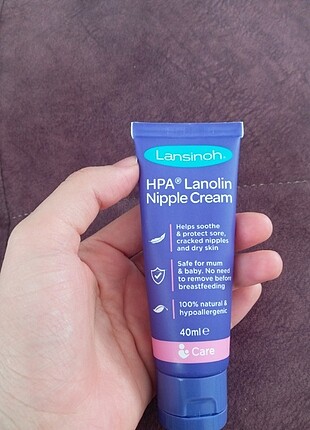 Lansinoh®
HPA® Lanolin
Nipple Cream
Helps soothe
& protect sore,
cracked nipples
and dry skin
Safe for mum
& baby. No need
to remove before
breastfeeding
100% natural &
hypoallergenic
40ml e
Care